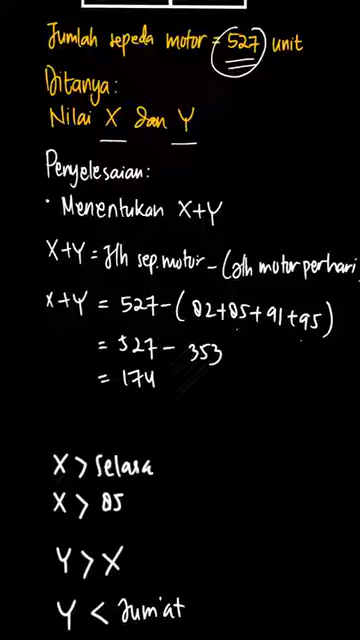 Jumlah sepeda motor = 527 unit
Ditanya:
Nilai X dan Y
Penyelesaian:
• Menentukan X+Y
X+Y = Jlh sep.motor - (Jlh motor perhari
X+Y = 527 - (82+85+91+95)
= 527 - 353
= 174
X > Selasa
X > 85
Y > X
Y < Jum'at